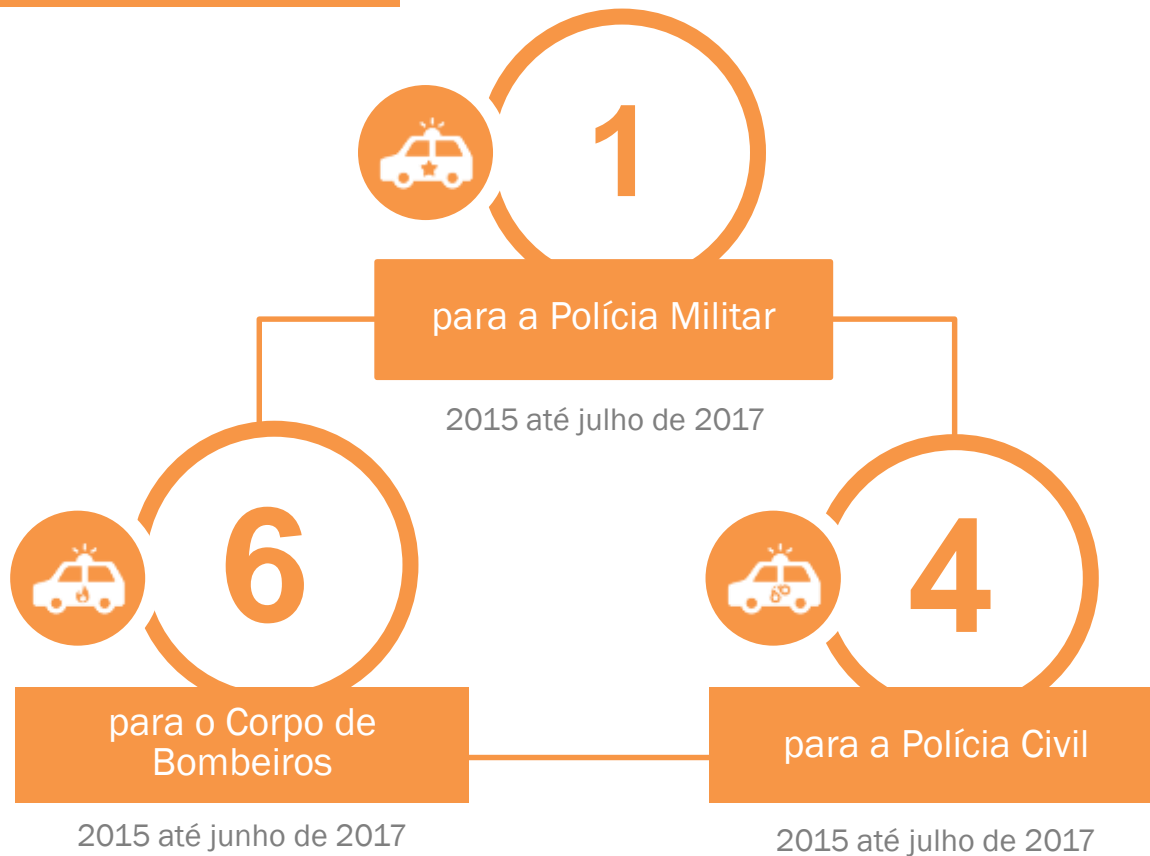 1
para a Polícia Militar
2015 até julho de 2017
6
para o Corpo de
Bombeiros
2015 até junho de 2017
4
para a Polícia Civil
2015 até julho de 2017